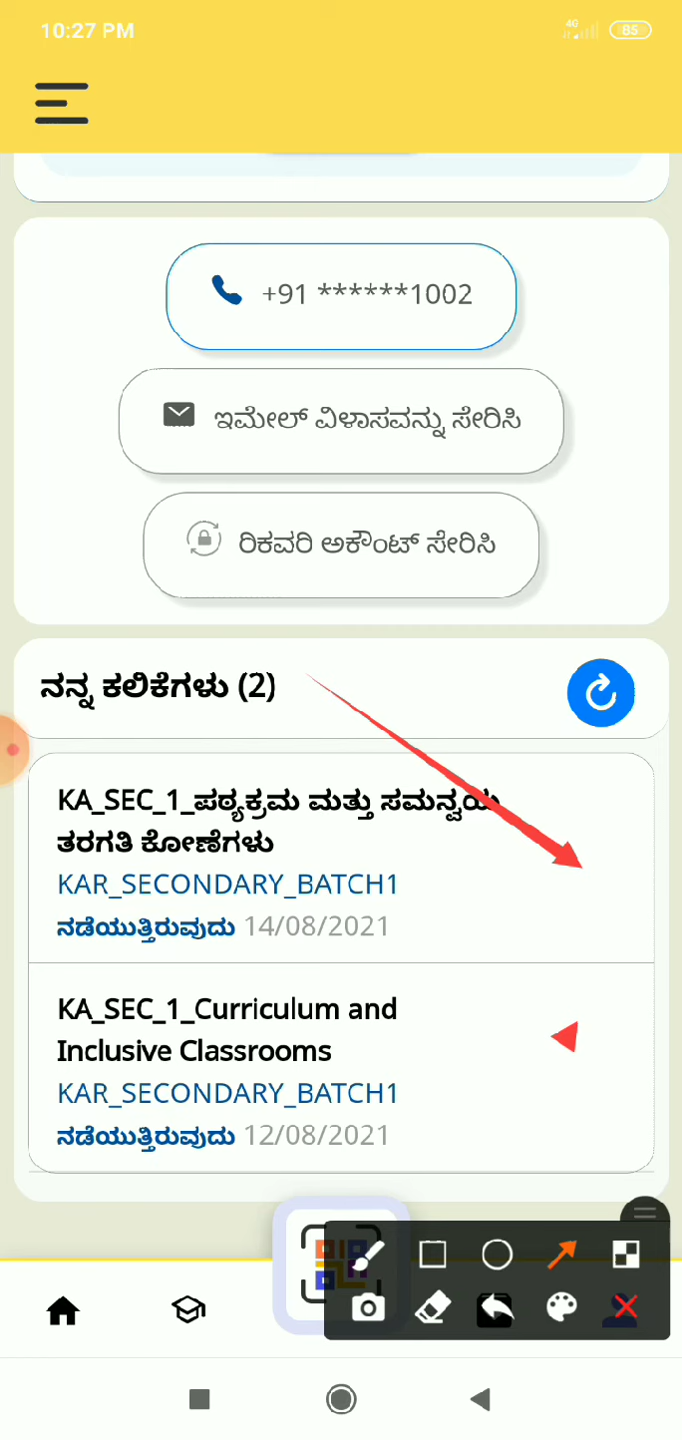 10:27 PM
4G
85
+91 ******1002
ಇಮೇಲ್ ವಿಳಾಸವನ್ನು ಸೇರಿಸಿ
ರಿಕವರಿ ಅಕೌಂಟ್ ಸೇರಿಸಿ
ನನ್ನ ಕಲಿಕೆಗಳು (2)
KA_SEC_1_ಪಠ್ಯಕ್ರಮ ಮತ್ತು ಸಮನ್ವಯ
ತರಗತಿ ಕೋಣೆಗಳು
KAR_SECONDARY_BATCH1
ನಡೆಯುತ್ತಿರುವುದು 14/08/2021
KA_SEC_1_Curriculum and
Inclusive Classrooms
KAR_SECONDARY_BATCH1
ನಡೆಯುತ್ತಿರುವುದು 12/08/2021